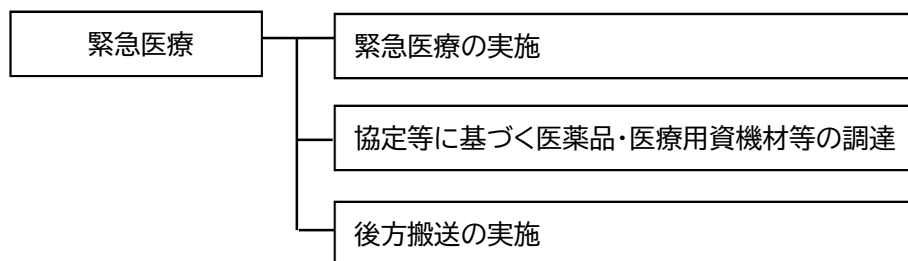 緊急医療
緊急医療の実施
協定等に基づく医薬品・医療用資機材等の調達
後方搬送の実施